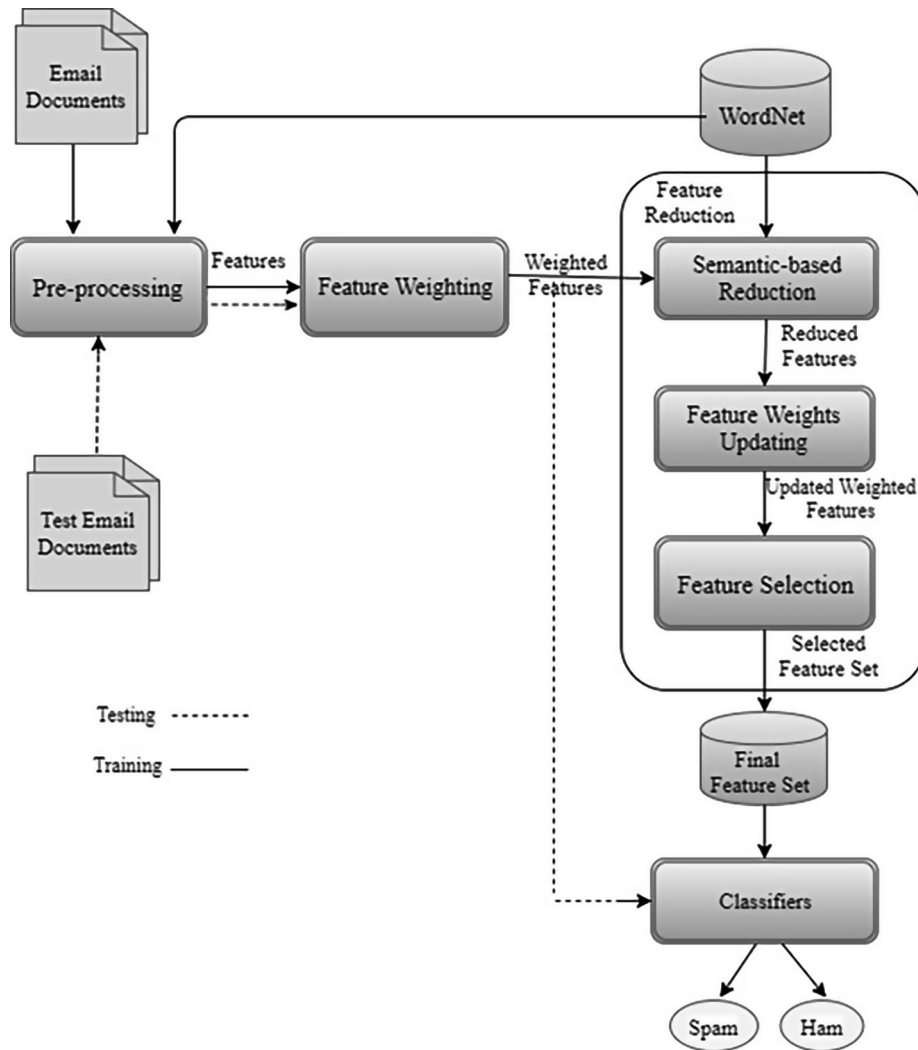 Email
Documents
WordNet
Feature
Reduction
Pre-processing
Features
Feature Weighting
Weighted
Features
Semantic-based
Reduction
Reduced
Features
Feature Weights
Updating
Updated Weighted
Features
Test Email
Documents
Feature Selection
Selected
Feature Set
Testing
Training
Final
Feature Set
Classifiers
Spam
Ham